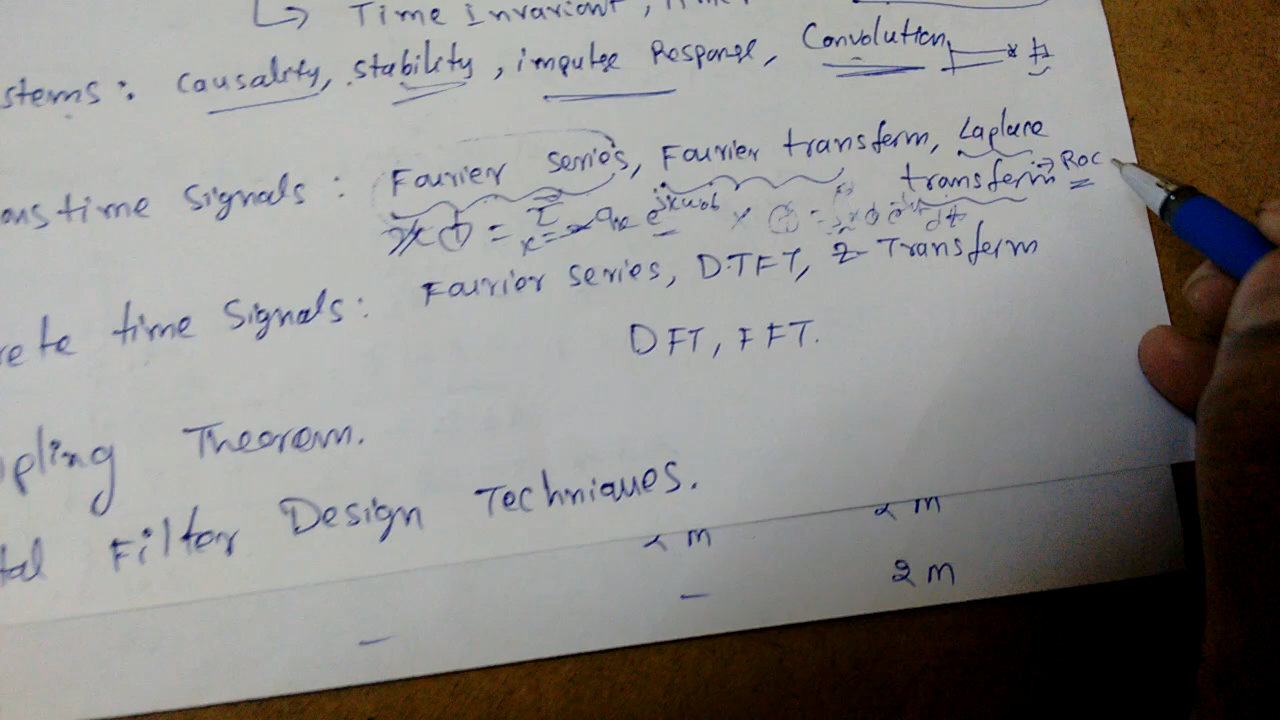 ↳ Time Invariant,
stems: Causality, stability, impulse Response, Convolution
ous time Signals: Fourier series, Fourier transform, Laplace
transform → ROC
ete time Signals: Fourier series, DTFT, Z Transform
DFT, FFT.
pling Theorem.
tal Filter Design Techniques.
2 m